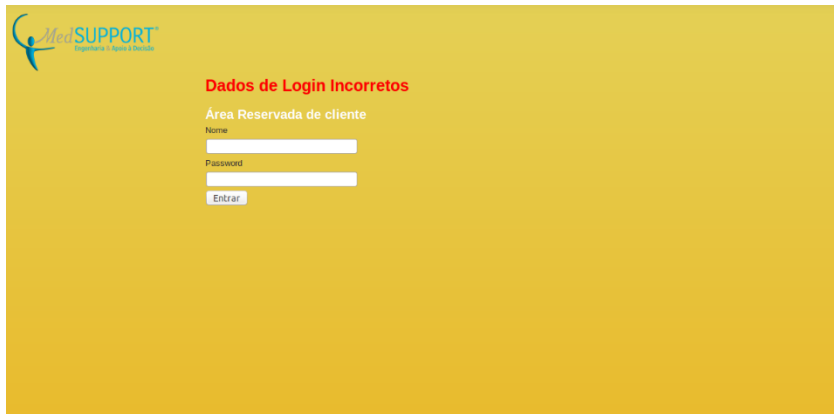 MedSUPPORT
Engenharia & Apoio à Decisão
Dados de Login Incorretos
Área Reservada de cliente
Nome
Password
Entrar